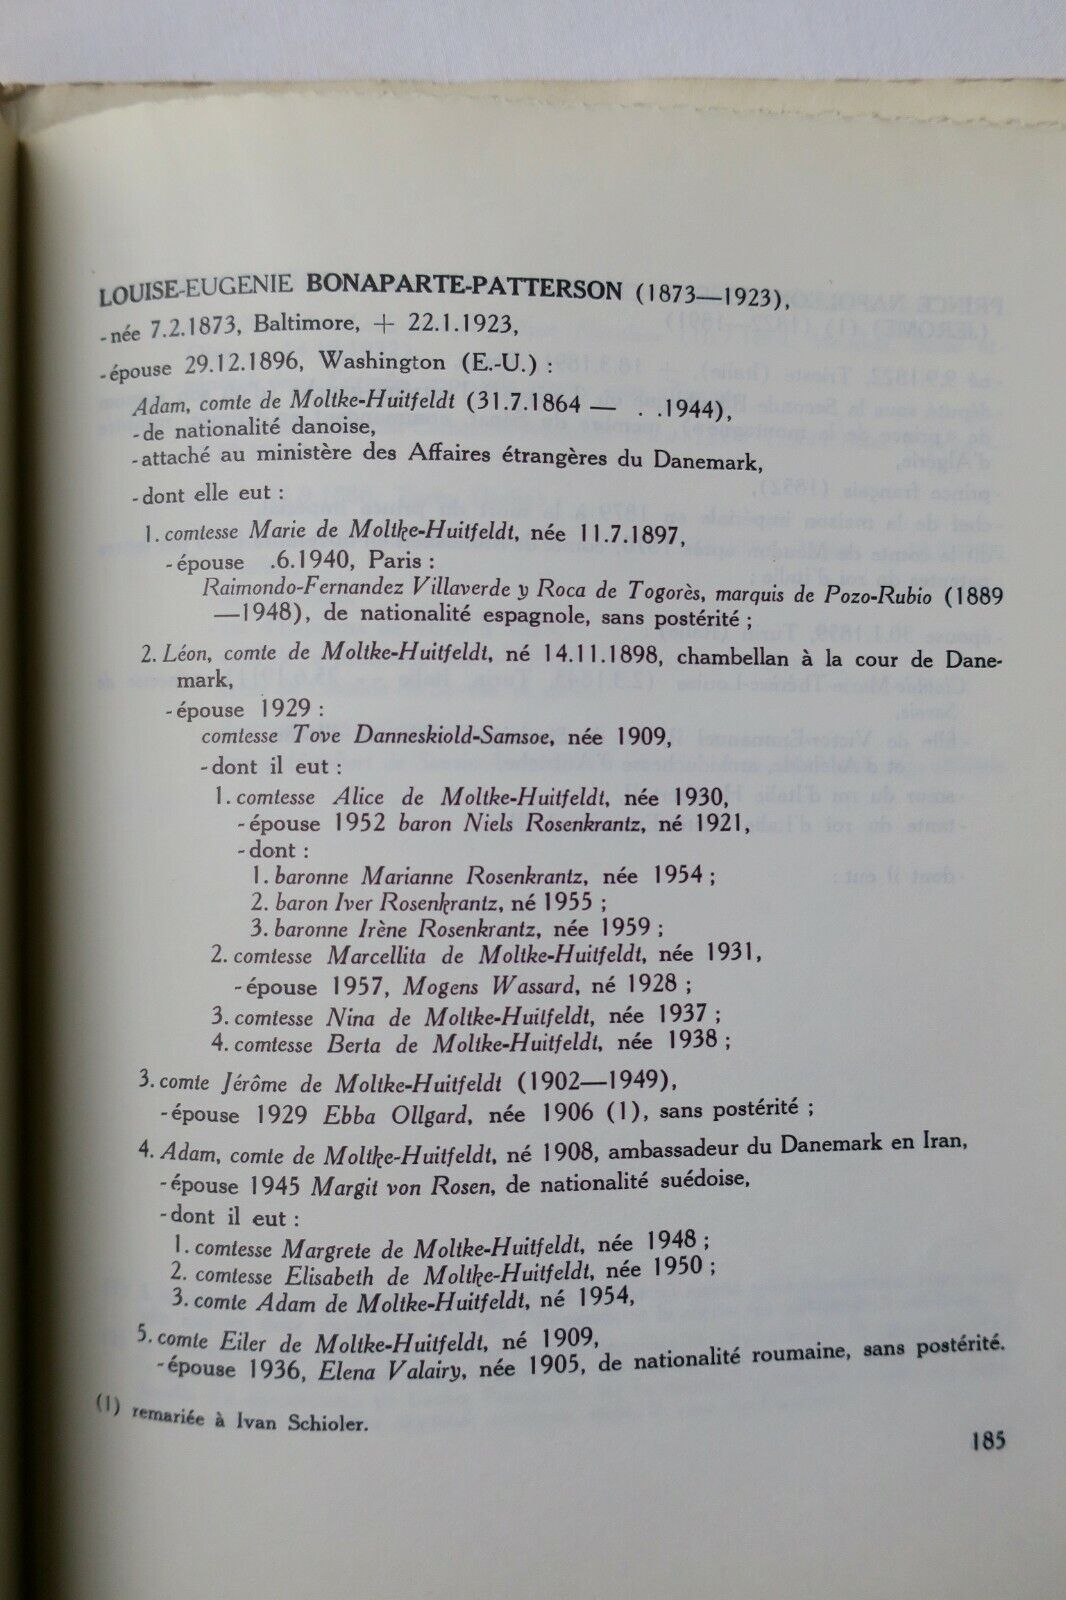 LOUISE-EUGENIE BONAPARTE-PATTERSON (1873—1923),
-née 7.2.1873, Baltimore, + 22.1.1923,
-épouse 29.12.1896, Washington (E.-U.) :
Adam, comte de Moltke-Huitfeldt (31.7.1864 — . .1944),
-de nationalité danoise,
-attaché au ministère des Affaires étrangères du Danemark,
-dont elle eut :
1. comtesse Marie de Moltke-Huitfeldt, née 11.7.1897,
-épouse .6.1940, Paris :
Raimondo-Fernandez Villaverde y Roca de Togorès, marquis de Pozo-Rubio (1889
—1948), de nationalité espagnole, sans postérité ;
2. Léon, comte de Moltke-Huitfeldt, né 14.11.1898, chambellan à la cour de Dane-
mark,
-épouse 1929 :
comtesse Tove Danneskiold-Samsoe, née 1909,
-dont il eut :
1. comtesse Alice de Moltke-Huitfeldt, née 1930,
-épouse 1952 baron Niels Rosenkrantz, né 1921,
-dont :
1. baronne Marianne Rosenkrantz, née 1954 ;
2. baron Iver Rosenkrantz, né 1955 ;
3. baronne Irène Rosenkrantz, née 1959 ;
2. comtesse Marcellita de Moltke-Huitfeldt, née 1931,
-épouse 1957, Mogens Wassard, né 1928 ;
3. comtesse Nina de Moltke-Huitfeldt, née 1937 ;
4. comtesse Berta de Moltke-Huitfeldt, née 1938 ;
3. comte Jérôme de Moltke-Huitfeldt (1902—1949),
-épouse 1929 Ebba Ollgard, née 1906 (1), sans postérité ;
4. Adam, comte de Moltke-Huitfeldt, né 1908, ambassadeur du Danemark en Iran,
-épouse 1945 Margit von Rosen, de nationalité suédoise,
-dont il eut :
1. comtesse Margrete de Moltke-Huitfeldt, née 1948 ;
2. comtesse Elisabeth de Moltke-Huitfeldt, née 1950 ;
3. comte Adam de Moltke-Huitfeldt, né 1954,
5. comte Eiler de Moltke-Huitfeldt, né 1909,
-épouse 1936, Elena Valairy, née 1905, de nationalité roumaine, sans postérité.
(1) remariée à Ivan Schioler.
185